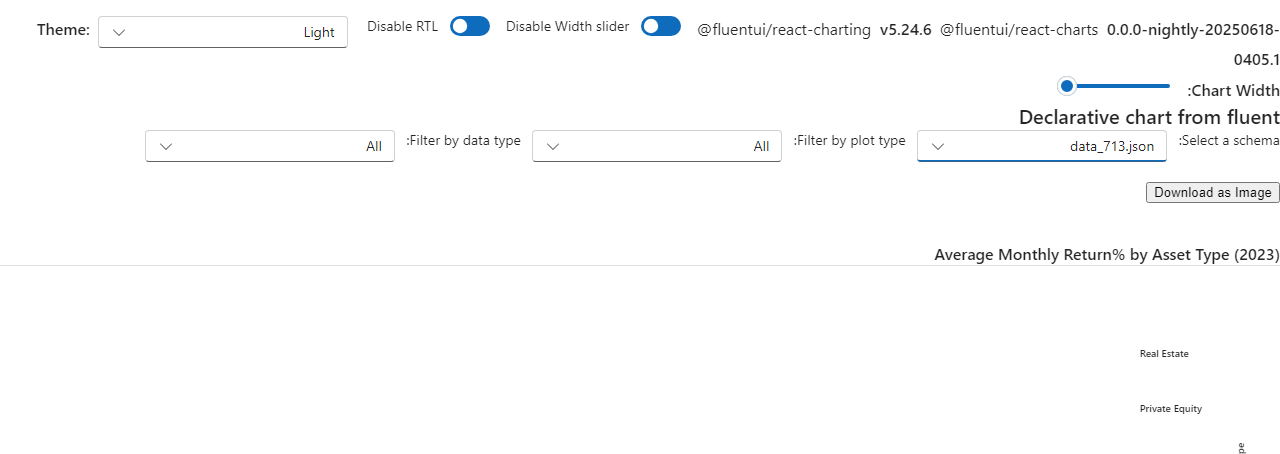 Theme: Light Disable RTL Disable Width slider @fluentui/react-charting v5.24.6 @fluentui/react-charts 0.0.0-nightly-20250618-
0405.1
:Chart Width
Declarative chart from fluent
:Select a schema data_713.json :Filter by plot type All :Filter by data type All
Download as Image
Average Monthly Return% by Asset Type (2023)
Real Estate
Private Equity
pe